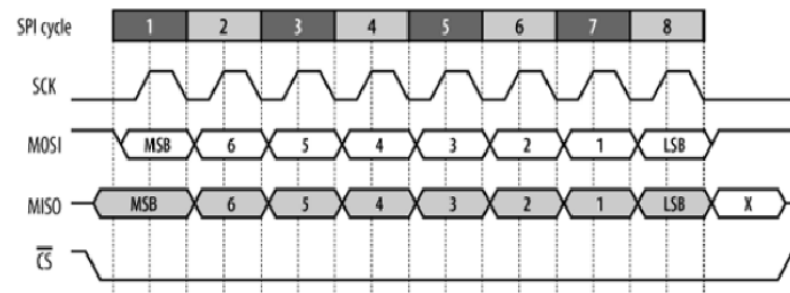 SPI cycle 1 2 3 4 5 6 7 8
SCK
MOSI MSB 6 5 4 3 2 1 LSB
MISO MSB 6 5 4 3 2 1 LSB X
C̅S̅